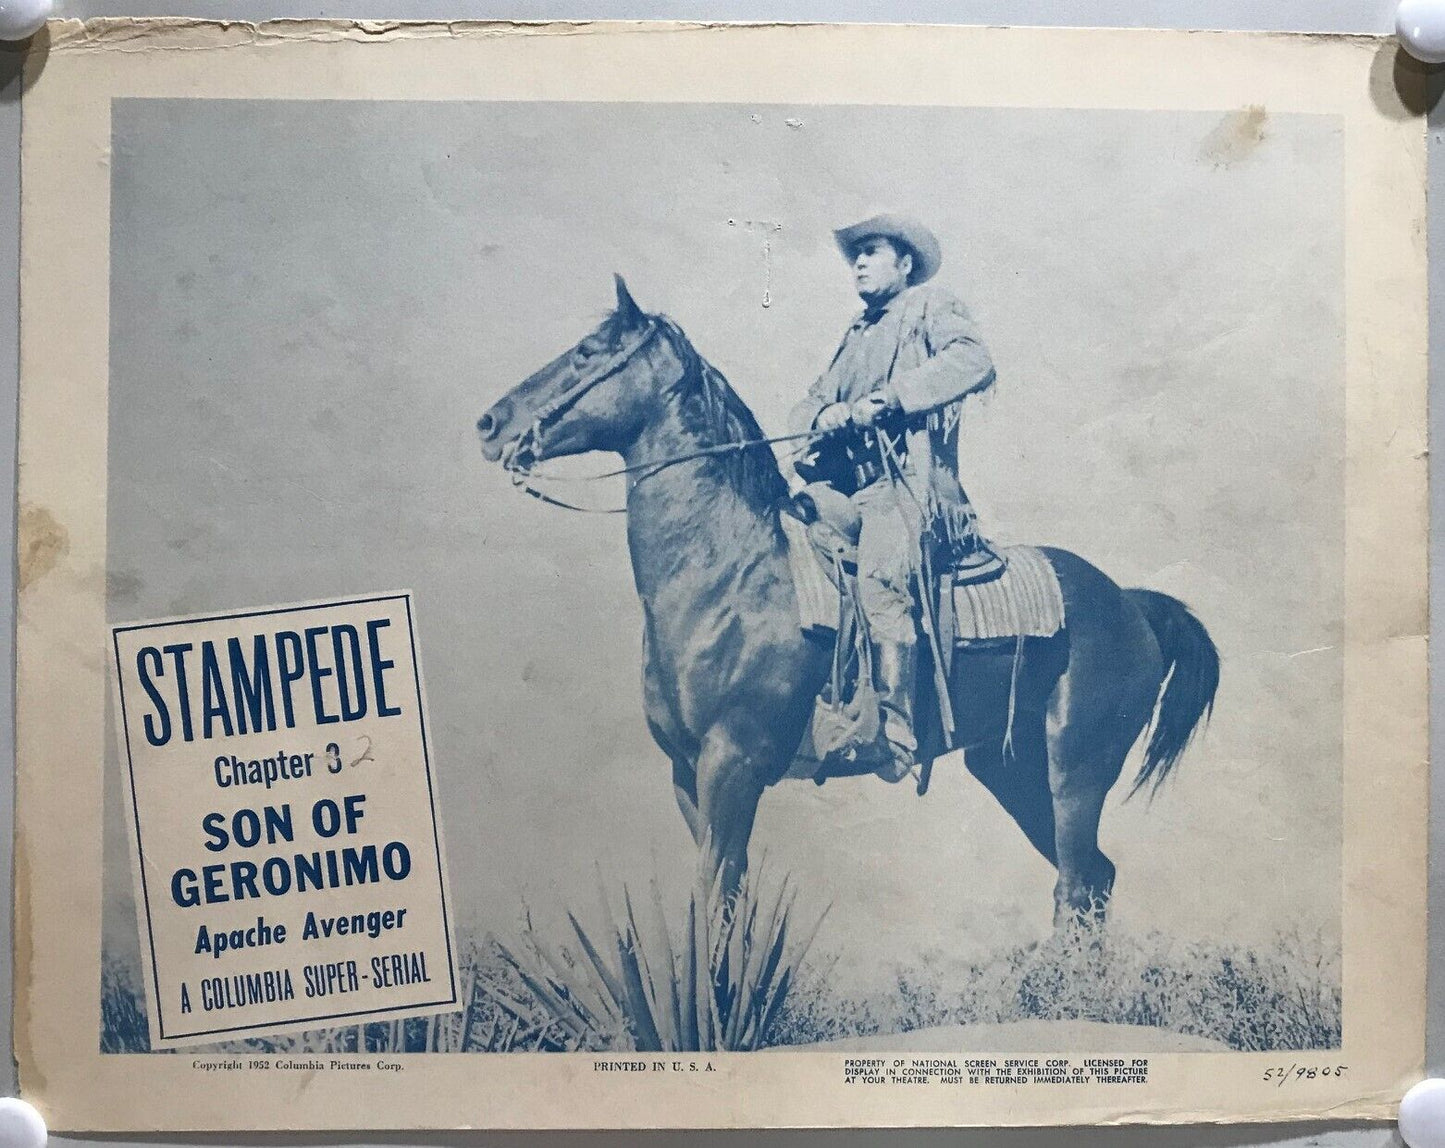 STAMPEDE
Chapter 3 2
SON OF
GERONIMO
Apache Avenger
A COLUMBIA SUPER-SERIAL
Copyright 1952 Columbia Pictures Corp.
PRINTED IN U. S. A.
PROPERTY OF NATIONAL SCREEN SERVICE CORP. LICENSED FOR
DISPLAY IN CONNECTION WITH THE EXHIBITION OF THIS PICTURE
AT YOUR THEATRE. MUST BE RETURNED IMMEDIATELY THEREAFTER.
52/9805